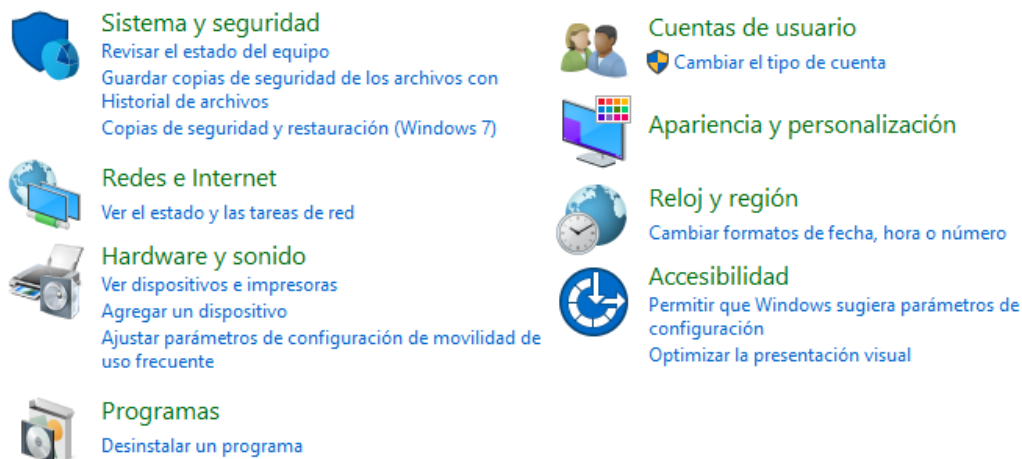 Sistema y seguridad
Revisar el estado del equipo
Guardar copias de seguridad de los archivos con
Historial de archivos
Copias de seguridad y restauración (Windows 7)
Redes e Internet
Ver el estado y las tareas de red
Hardware y sonido
Ver dispositivos e impresoras
Agregar un dispositivo
Ajustar parámetros de configuración de movilidad de
uso frecuente
Programas
Desinstalar un programa
Cuentas de usuario
Cambiar el tipo de cuenta
Apariencia y personalización
Reloj y región
Cambiar formatos de fecha, hora o número
Accesibilidad
Permitir que Windows sugiera parámetros de
configuración
Optimizar la presentación visual